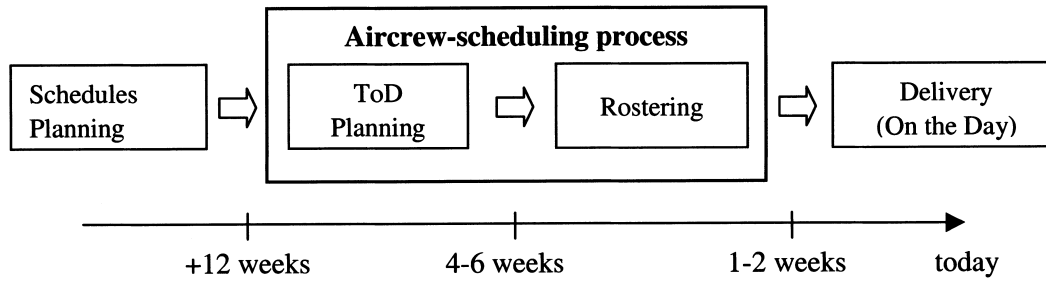 Aircrew-scheduling process
Schedules
Planning
ToD
Planning
Rostering
Delivery
(On the Day)
+12 weeks
4-6 weeks
1-2 weeks
today